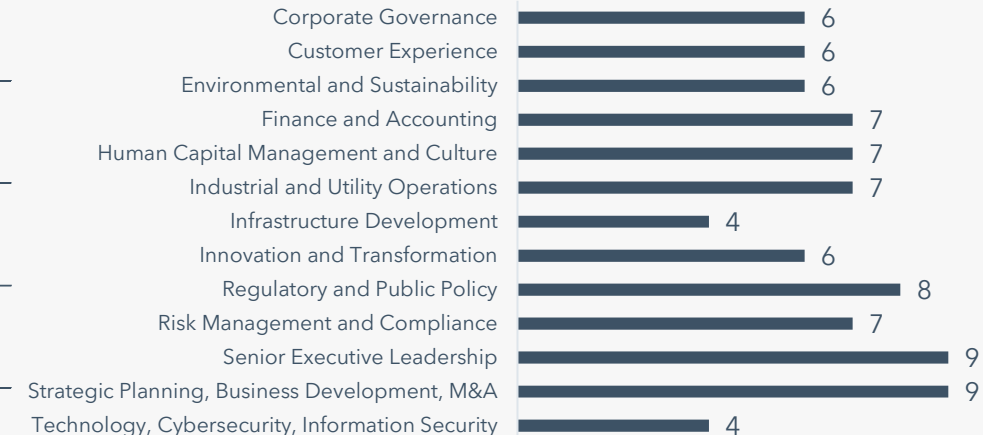 Corporate Governance 6
Customer Experience 6
Environmental and Sustainability 6
Finance and Accounting 7
Human Capital Management and Culture 7
Industrial and Utility Operations 7
Infrastructure Development 4
Innovation and Transformation 6
Regulatory and Public Policy 8
Risk Management and Compliance 7
Senior Executive Leadership 9
Strategic Planning, Business Development, M&A 9
Technology, Cybersecurity, Information Security 4